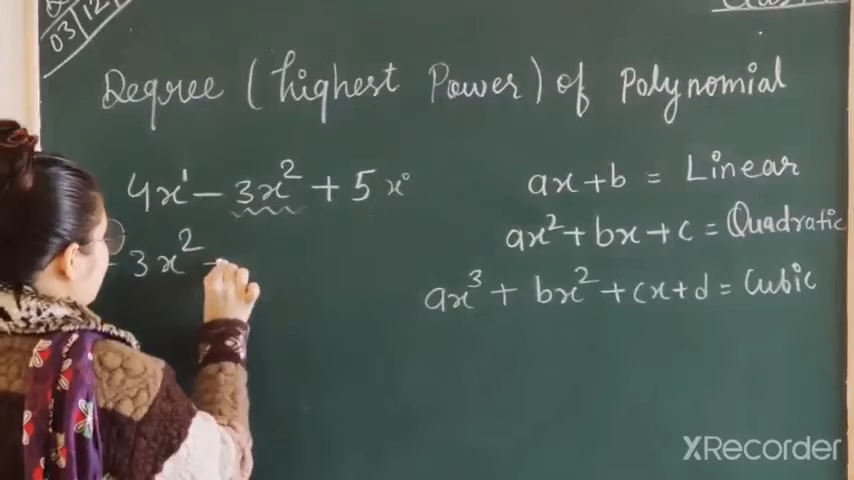 03/12/
Degree (highest Power) of Polynomial
4x¹ – 3x² + 5x⁰
- 3x² -
ax + b = Linear
ax² + bx + c = Quadratic
ax³ + bx² + cx + d = Cubic
XRecorder